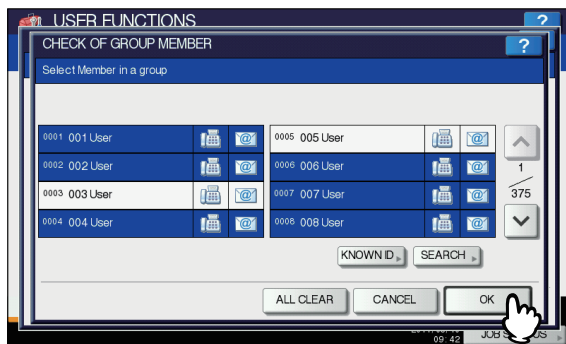 USER FUNCTIONS
?
CHECK OF GROUP MEMBER
?
Select Member in a group
0001 001 User
0002 002 User
0003 003 User
0004 004 User
0005 005 User
0006 006 User
0007 007 User
0008 008 User
1
375
KNOWN ID
SEARCH
ALL CLEAR
CANCEL
OK
09:42